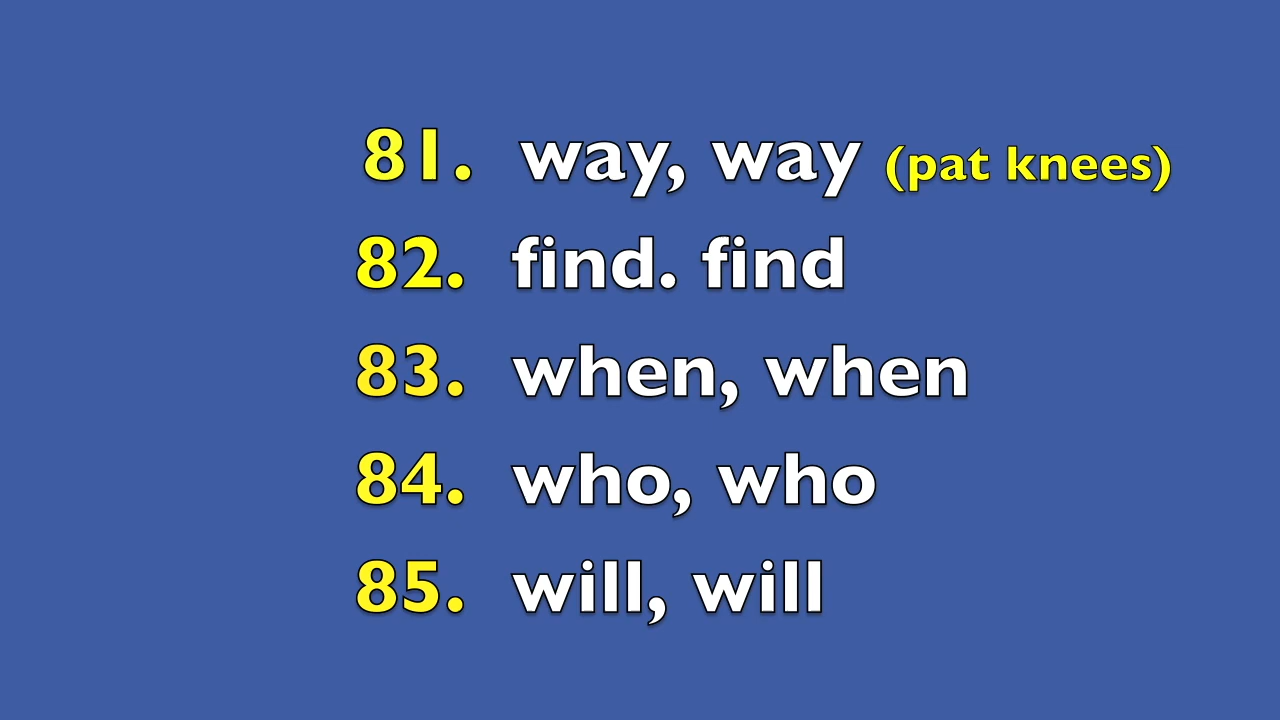 81. way, way (pat knees)
82. find. find
83. when, when
84. who, who
85. will, will